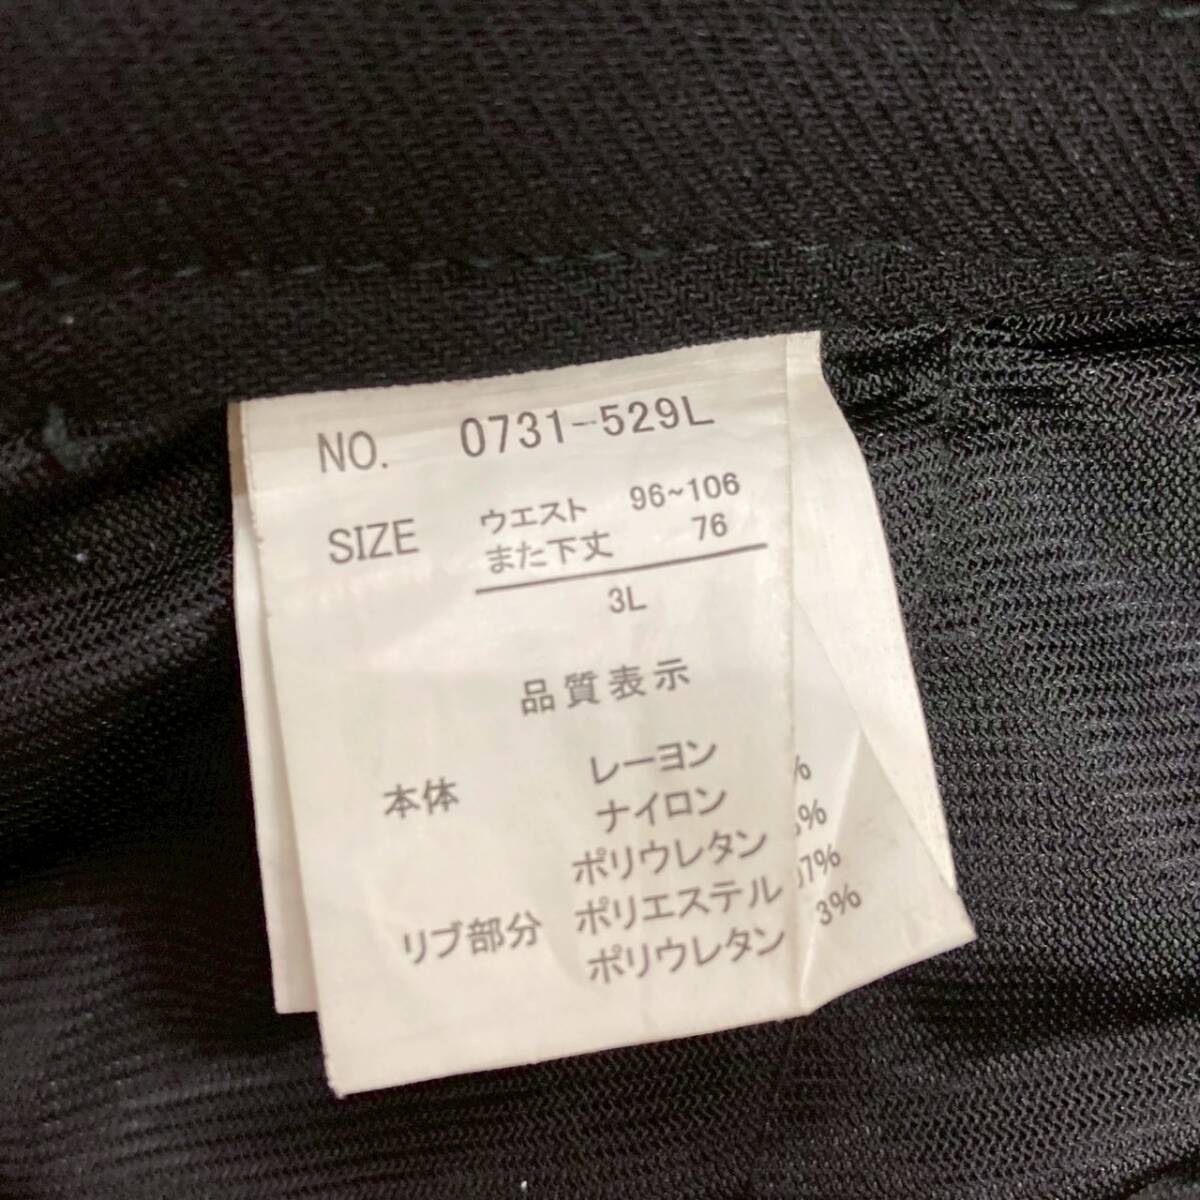 NO. 0731-529L
SIZE ウエスト 96~106
また下丈 76
3L
品質表示
本体 レーヨン %
ナイロン %
ポリウレタン 7%
リブ部分 ポリエステル 3%
ポリウレタン